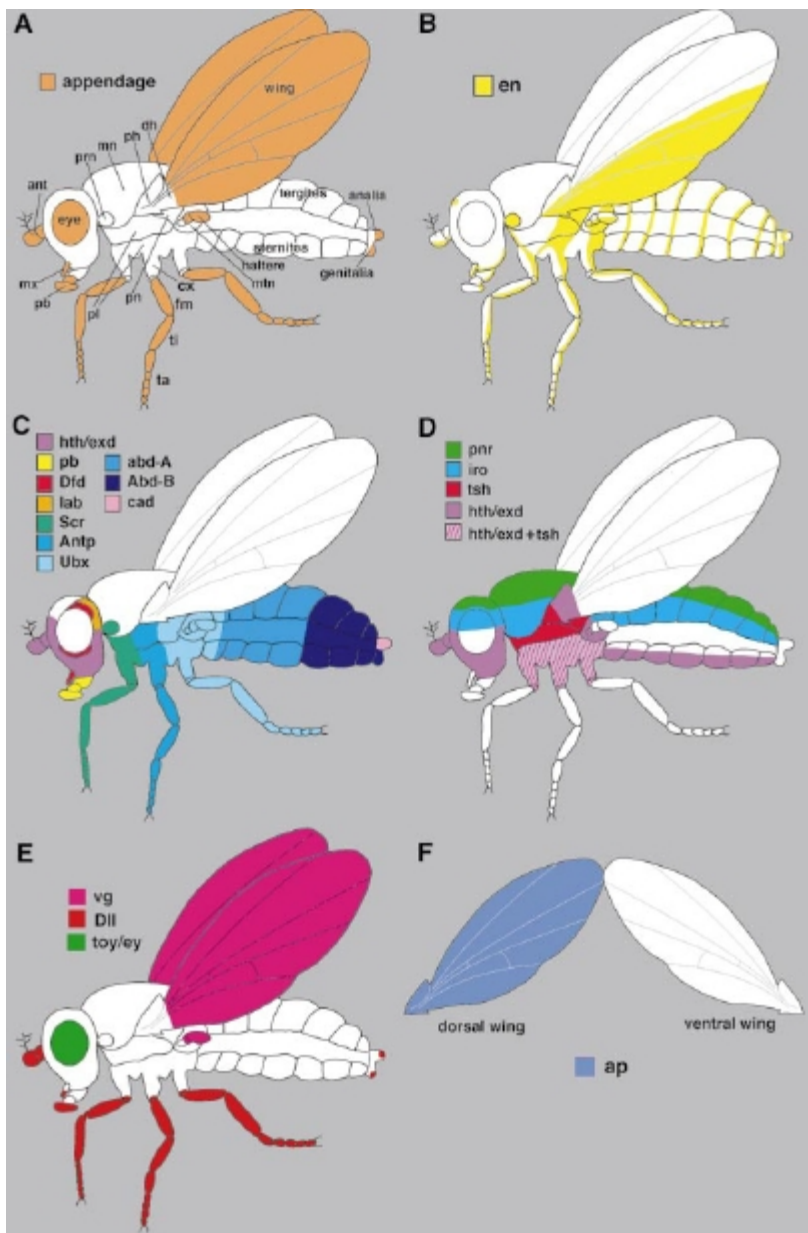 A
appendage
wing
dh
ph
mn
prn
ant
eye
tergites
analia
sternites
haltere
genitalia
mtn
mx
pb
pl
pn
cx
fm
ti
ta
B
en
C
hth/exd
pb
Dfd
lab
Scr
Antp
Ubx
abd-A
Abd-B
cad
D
pnr
iro
tsh
hth/exd
hth/exd+tsh
E
vg
Dll
toy/ey
F
dorsal wing
ventral wing
ap